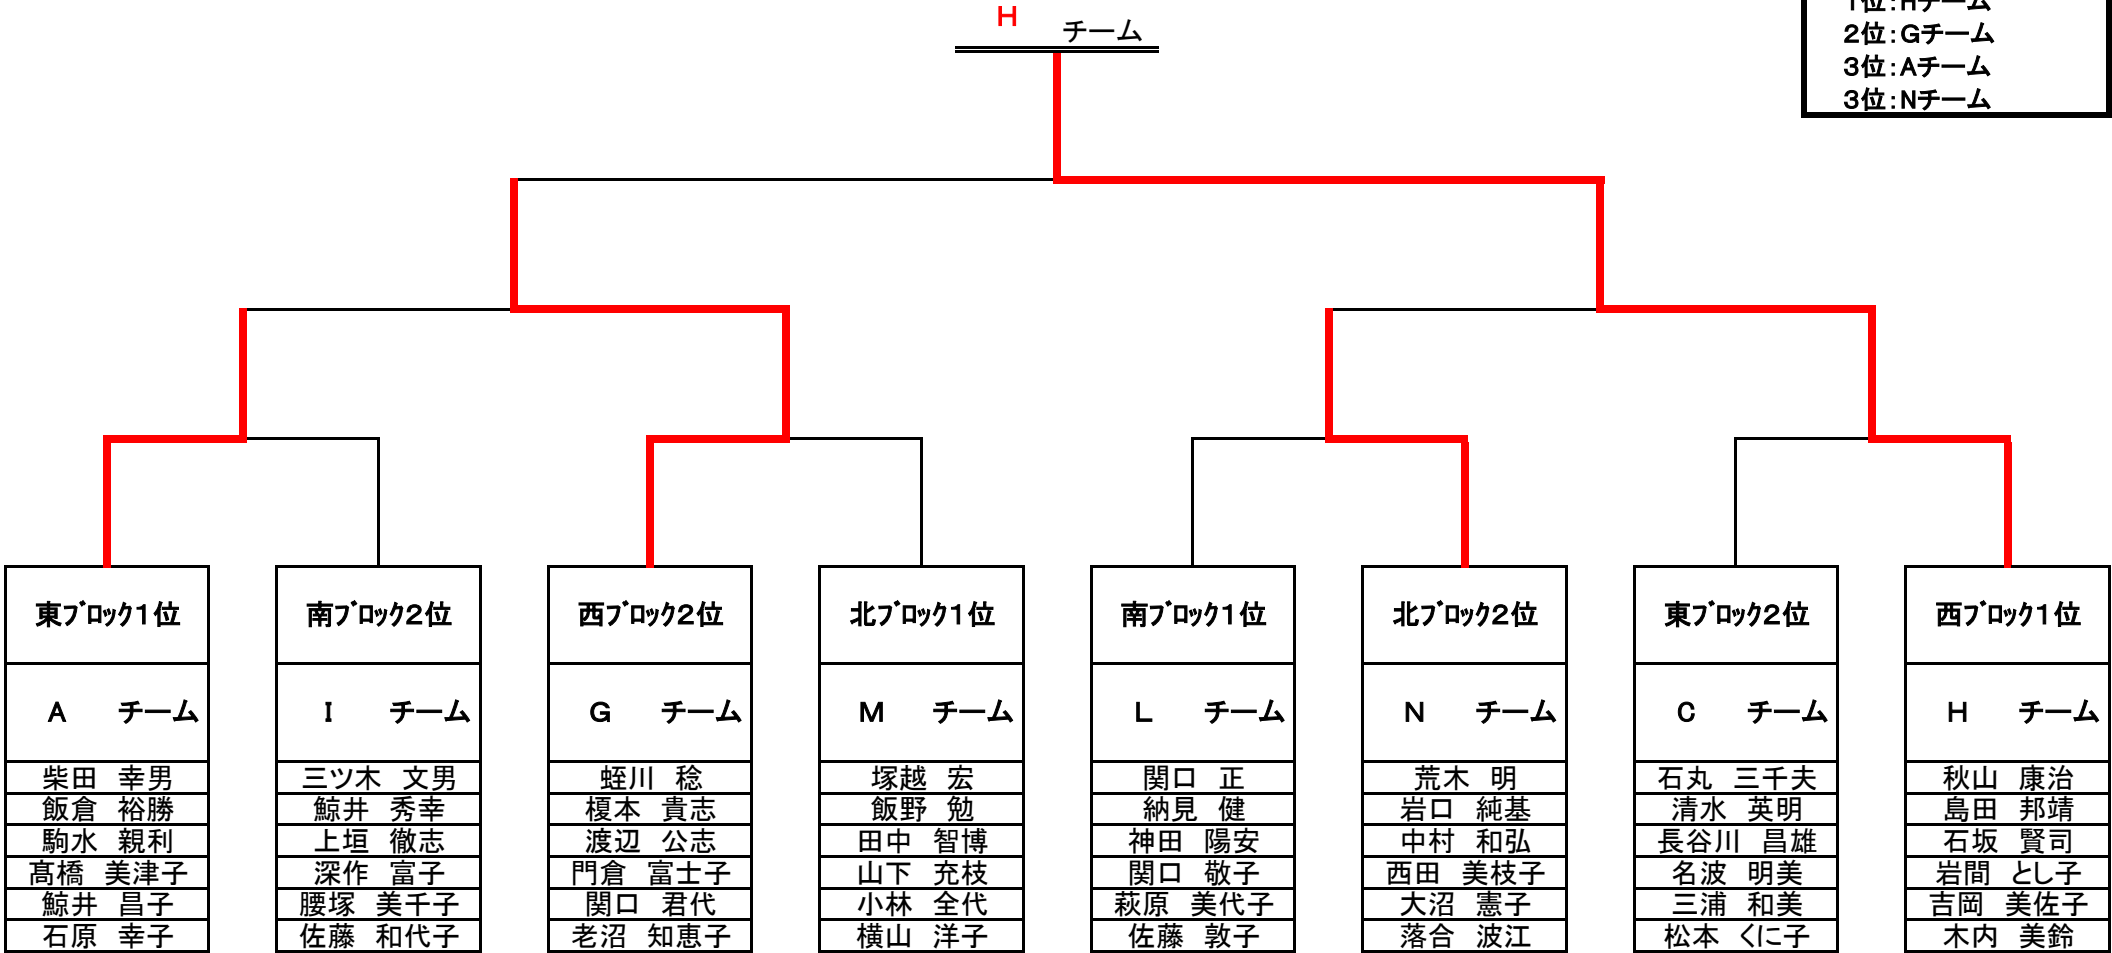 H チーム
1位:Hチーム
2位:Gチーム
3位:Aチーム
3位:Nチーム
東ブロック1位
南ブロック2位
西ブロック2位
北ブロック1位
南ブロック1位
北ブロック2位
東ブロック2位
西ブロック1位
A チーム
I チーム
G チーム
M チーム
L チーム
N チーム
C チーム
H チーム
柴田 幸男
三ツ木 文男
蛭川 稔
塚越 宏
関口 正
荒木 明
石丸 三千夫
秋山 康治
飯倉 裕勝
鯨井 秀幸
榎本 貴志
飯野 勉
納見 健
岩口 純基
清水 英明
島田 邦靖
駒水 親利
上垣 徹志
渡辺 公志
田中 智博
神田 陽安
中村 和弘
長谷川 昌雄
石坂 賢司
髙橋 美津子
深作 富子
門倉 富士子
山下 充枝
関口 敬子
西田 美枝子
名波 明美
岩間 とし子
鯨井 昌子
腰塚 美千子
関口 君代
小林 全代
萩原 美代子
大沼 憲子
三浦 和美
吉岡 美佐子
石原 幸子
佐藤 和代子
老沼 知恵子
横山 洋子
佐藤 敦子
落合 波江
松本 くに子
木内 美鈴